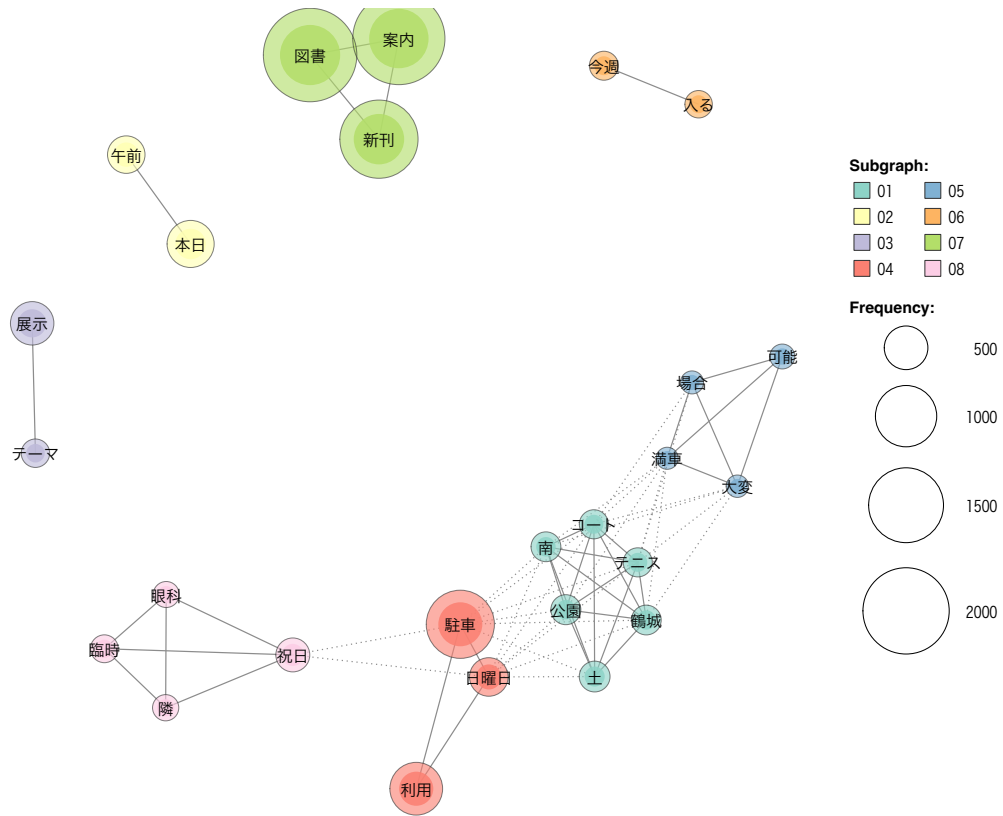 図書
案内
新刊
今週
入る
午前
本日
展示
テーマ
可能
場合
満車
大変
コート
南
テニス
公園
鶴城
駐車
土
日曜日
利用
眼科
臨時
祝日
隣
Subgraph:
01 05
02 06
03 07
04 08
Frequency:
500
1000
1500
2000